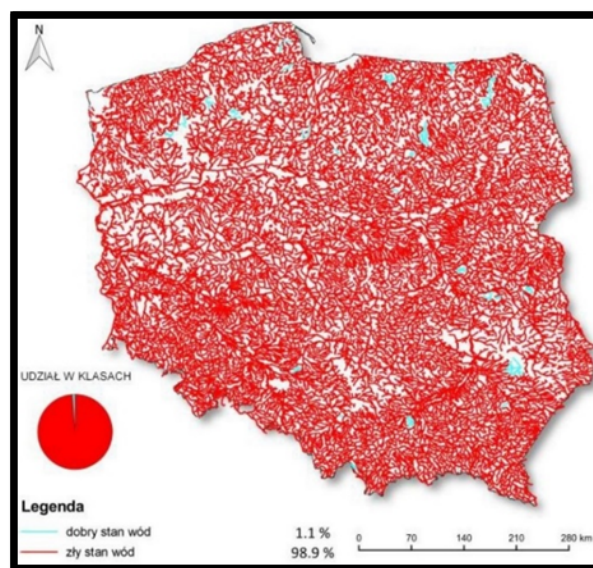 N
UDZIAŁ W KLASACH
Legenda
dobry stan wód 1.1 %
zły stan wód 98.9 %
0 70 140 210 280 km